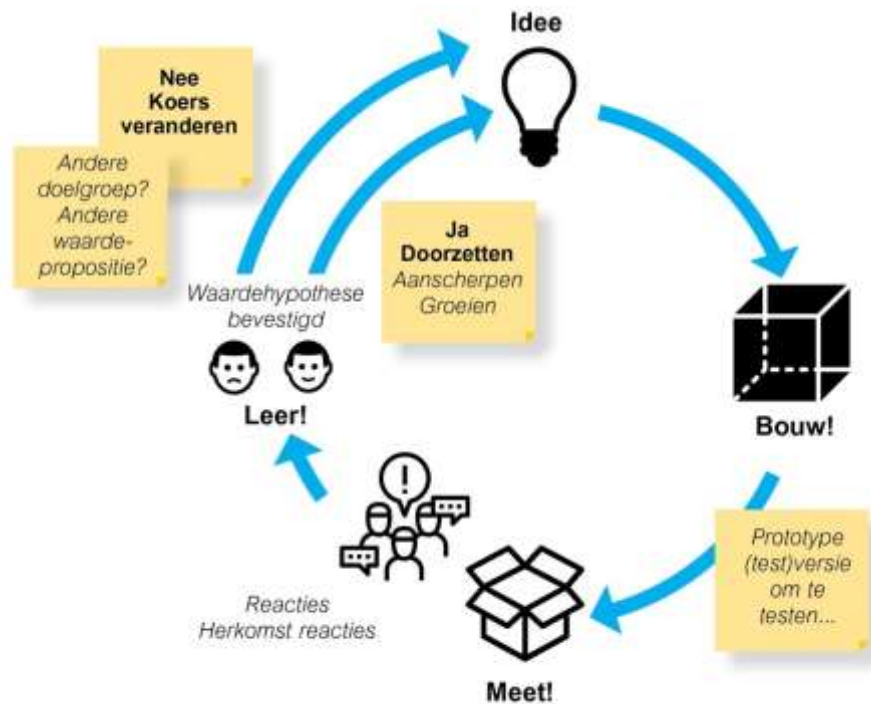 Idee
Nee
Koers
veranderen
Andere
doelgroep?
Andere
waarde-
propositie?
Ja
Doorzetten
Aanscherpen
Groeien
Waardehypothese
bevestigd
Leer!
Bouw!
Prototype
(test)versie
om te
testen...
Reacties
Herkomst reacties
Meet!